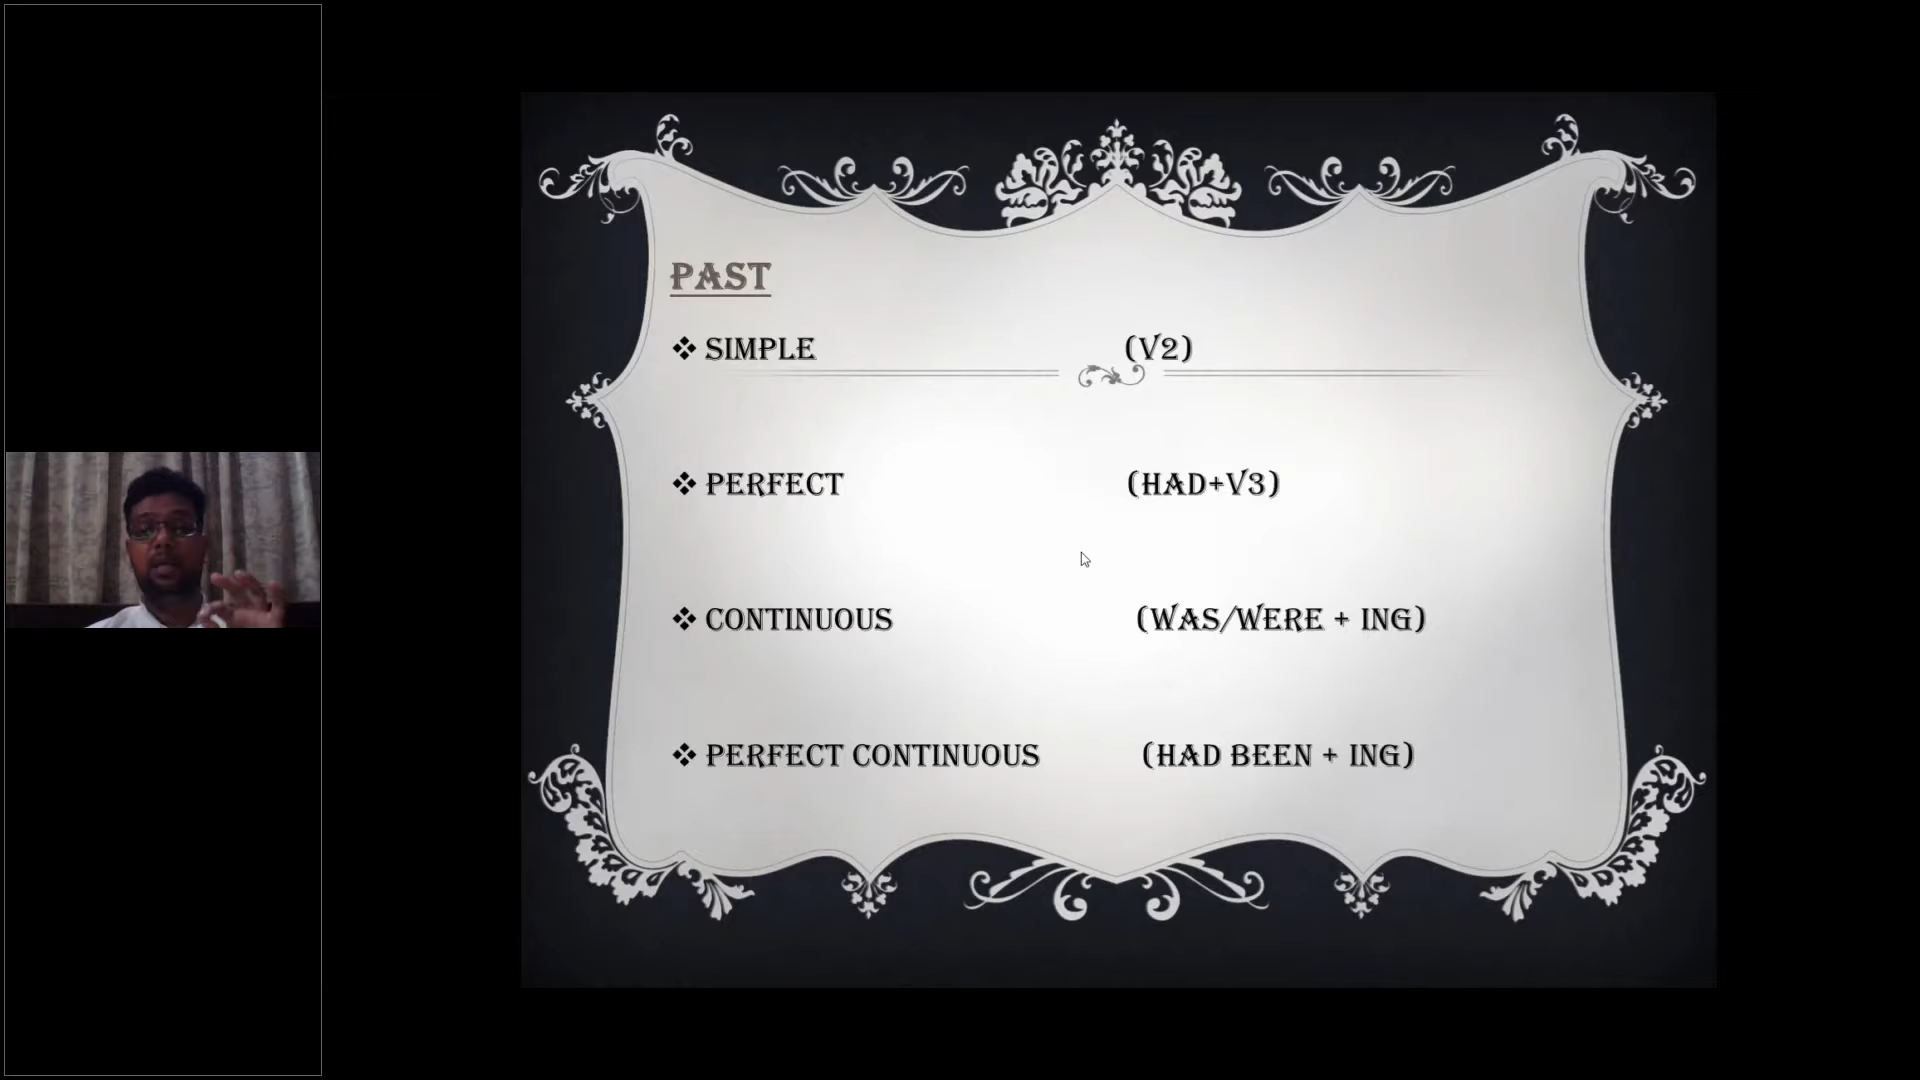 PAST
❖ SIMPLE (V2)
❖ PERFECT (HAD+V3)
❖ CONTINUOUS (WAS/WERE + ING)
❖ PERFECT CONTINUOUS (HAD BEEN + ING)